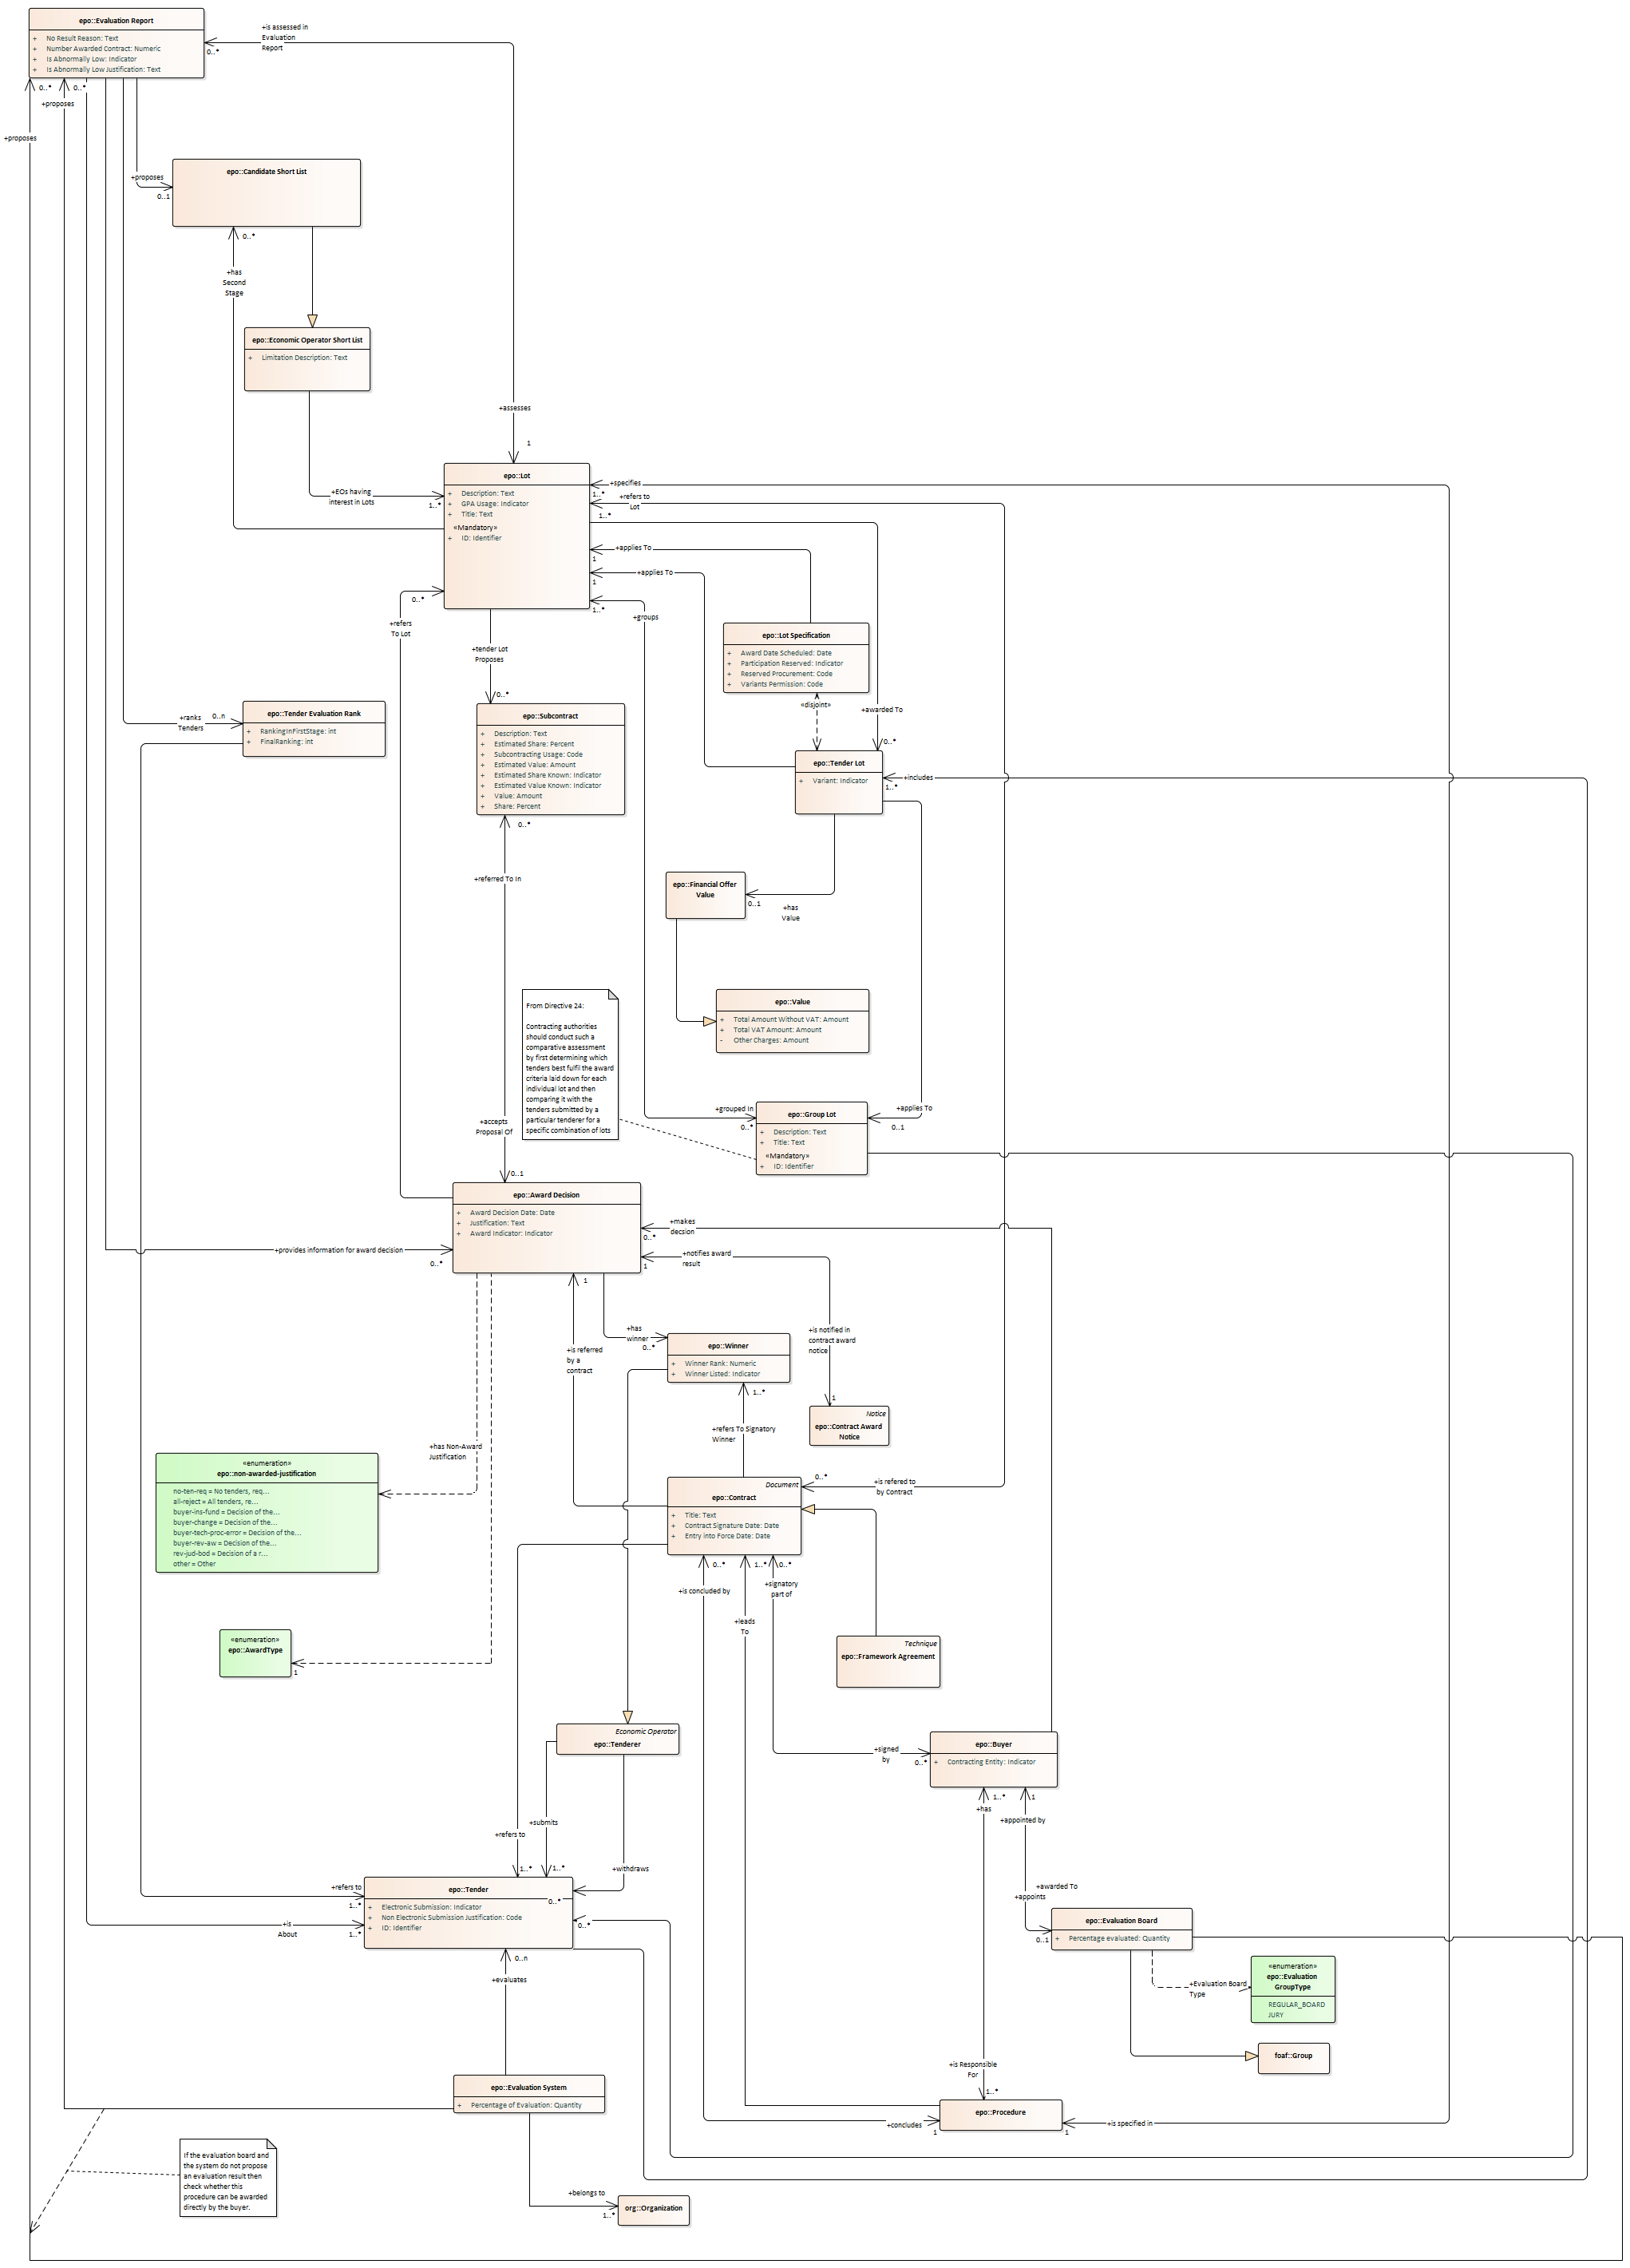 epo::Evaluation Report
+ No Result Reason: Text
+ Number Awarded Contract: Numeric
+ Is Abnormally Low: Indicator
+ Is Abnormally Low Justification: Text
+is assessed in
Evaluation
Report
0..*
0..*
0..*
+proposes
+proposes
epo::Candidate Short List
+proposes
0..1
0..*
+has
Second
Stage
epo::Economic Operator Short List
+ Limitation Description: Text
+assesses
1
epo::Lot
+ Description: Text
+ GPA Usage: Indicator
+ Title: Text
«Mandatory»
+ ID: Identifier
+EOs having
interest in Lots
1..*
+specifies
1..*
+refers to
Lot
1..*
+applies To
1
+applies To
1
1..*
+groups
0..*
+refers
To Lot
+tender Lot
Proposes
0..*
epo::Lot Specification
+ Award Date Scheduled: Date
+ Participation Reserved: Indicator
+ Reserved Procurement: Code
+ Variants Permission: Code
«disjoint»
+awarded To
0..*
epo::Tender Evaluation Rank
+ RankingInFirstStage: int
+ FinalRanking: int
+ranks
Tenders
0..n
epo::Subcontract
+ Description: Text
+ Estimated Share: Percent
+ Subcontracting Usage: Code
+ Estimated Value: Amount
+ Estimated Share Known: Indicator
+ Estimated Value Known: Indicator
+ Value: Amount
+ Share: Percent
0..*
+referred To In
epo::Tender Lot
+ Variant: Indicator
+includes
1..*
epo::Financial Offer
Value
0..1
+has
Value
epo::Value
+ Total Amount Without VAT: Amount
+ Total VAT Amount: Amount
- Other Charges: Amount
From Directive 24:
Contracting authorities
should conduct such a
comparative assessment
by first determining which
tenders best fulfil the award
criteria laid down for each
individual lot and then
comparing it with the
tenders submitted by a
particular tenderer for a
specific combination of lots
+grouped In
0..*
epo::Group Lot
+ Description: Text
+ Title: Text
«Mandatory»
+ ID: Identifier
+applies To
0..1
+accepts
Proposal Of
0..1
epo::Award Decision
+ Award Decision Date: Date
+ Justification: Text
+ Award Indicator: Indicator
+provides information for award decision
0..*
+makes
decsion
0..*
+notifies award
result
1
1
+has
winner
0..*
+is referred
by a
contract
+is notified in
contract award
notice
1
epo::Winner
+ Winner Rank: Numeric
+ Winner Listed: Indicator
1..*
+refers To Signatory
Winner
Notice
epo::Contract Award
Notice
+has Non-Award
Justification
«enumeration»
epo::non-awarded-justification
no-ten-req = No tenders, req...
all-reject = All tenders, re...
buyer-ins-fund = Decision of the...
buyer-change = Decision of the...
buyer-tech-proc-error = Decision of the...
buyer-rev-aw = Decision of the...
rev-jud-bod = Decision of a r...
other = Other
Document
epo::Contract
+ Title: Text
+ Contract Signature Date: Date
+ Entry into Force Date: Date
0..*
+is refered to
by Contract
0..*
1..*
0..*
+is concluded by
+signatory
part of
+leads
To
«enumeration»
epo::AwardType
1
Technique
epo::Framework Agreement
Economic Operator
epo::Tenderer
+signed
by
0..*
epo::Buyer
+ Contracting Entity: Indicator
1..*
1
+has
+appointed by
+submits
+refers to
1..*
1..*
+withdraws
+refers to
1..*
epo::Tender
+ Electronic Submission: Indicator
+ Non Electronic Submission Justification: Code
+ ID: Identifier
0..*
0..*
+is
About
1..*
+awarded To
+appoints
0..1
epo::Evaluation Board
+ Percentage evaluated: Quantity
0..n
+evaluates
+Evaluation Board
Type
«enumeration»
epo::Evaluation
GroupType
REGULAR_BOARD
JURY
foaf::Group
+is Responsible
For
1..*
epo::Evaluation System
+ Percentage of Evaluation: Quantity
epo::Procedure
+concludes
1
+is specified in
1
If the evaluation board and
the system do not propose
an evaluation result then
check whether this
procedure can be awarded
directly by the buyer.
+belongs to
1..*
org::Organization